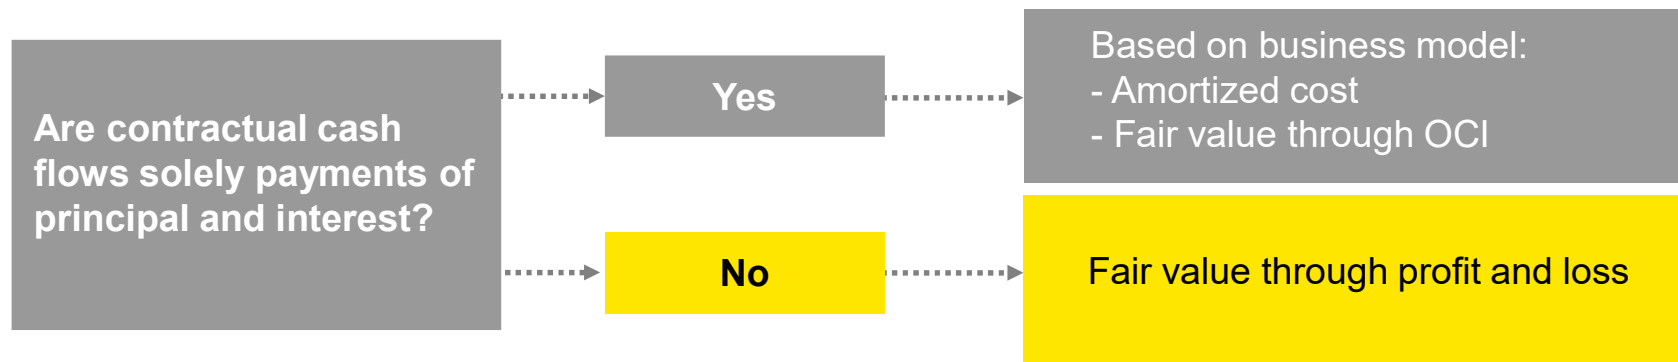 Are contractual cash
flows solely payments of
principal and interest?
Yes
Based on business model:
- Amortized cost
- Fair value through OCI
No
Fair value through profit and loss